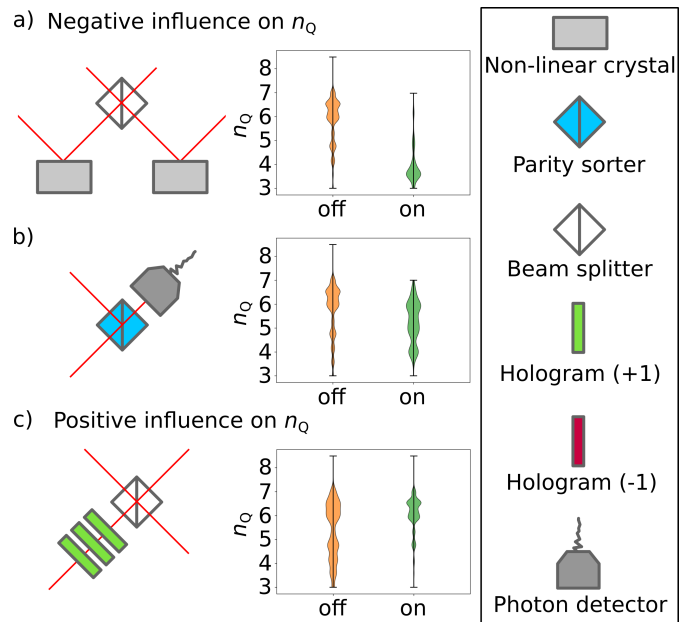 a) Negative influence on nQ
8
7
6
5
4
3
nQ
off on
b)
8
7
6
5
4
3
nQ
off on
c) Positive influence on nQ
8
7
6
5
4
3
nQ
off on
Non-linear crystal
Parity sorter
Beam splitter
Hologram (+1)
Hologram (-1)
Photon detector